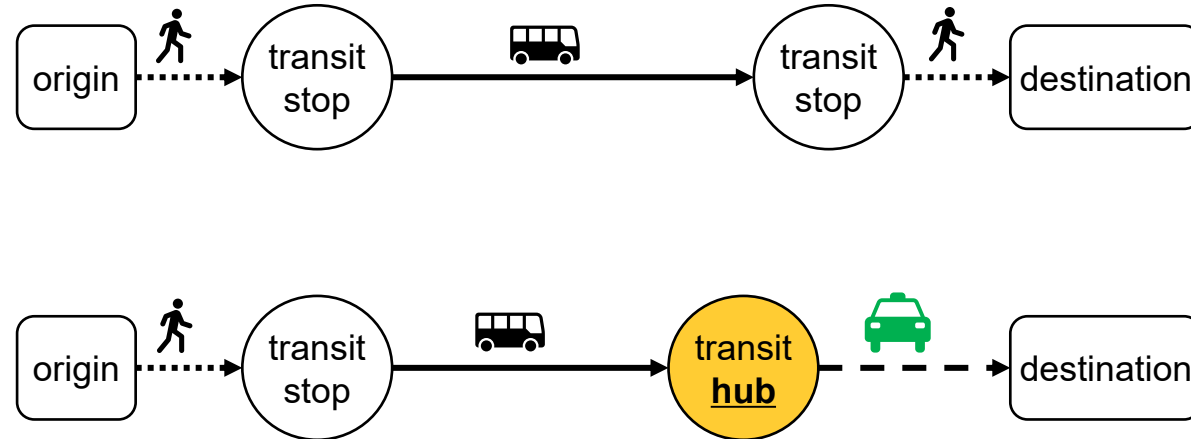 origin
transit
stop
transit
stop
destination
origin
transit
stop
transit
hub
destination